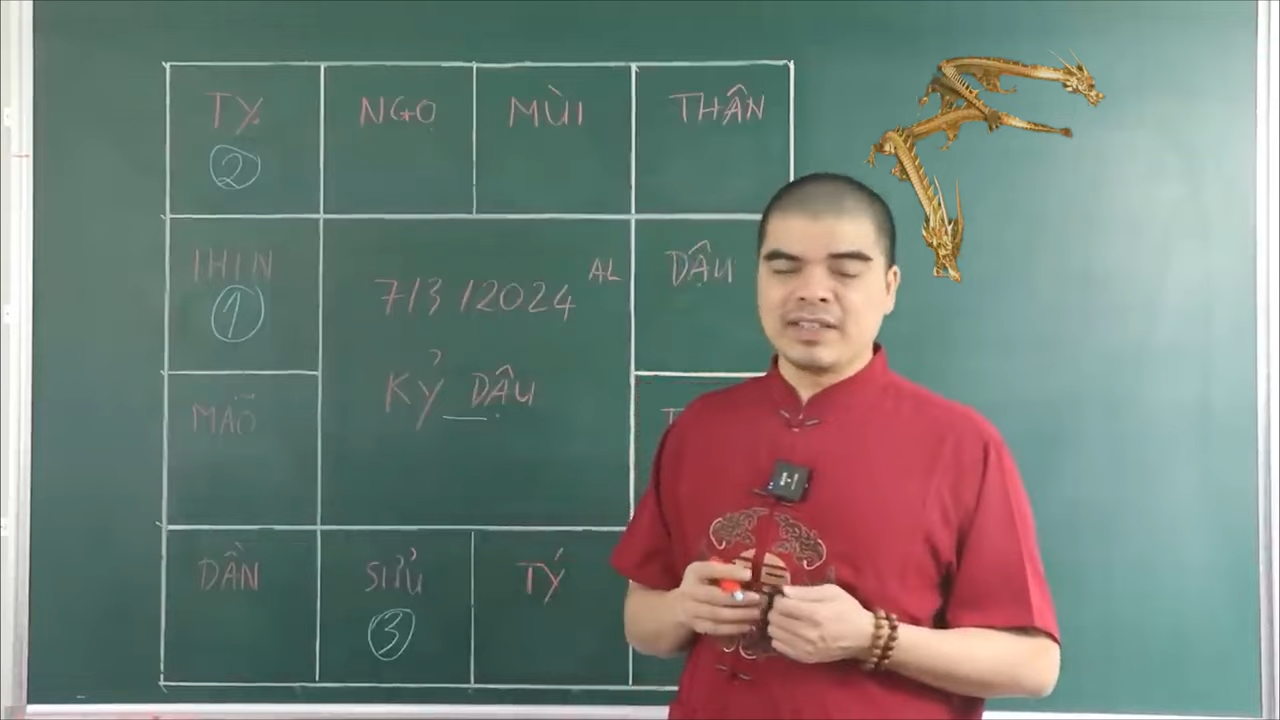 TỴ NGỌ MÙI THÂN
②
THÌN
①
7/3/2024 AL
DẬU
KỶ DẬU
MÃO
DẦN SỬU TÝ
③